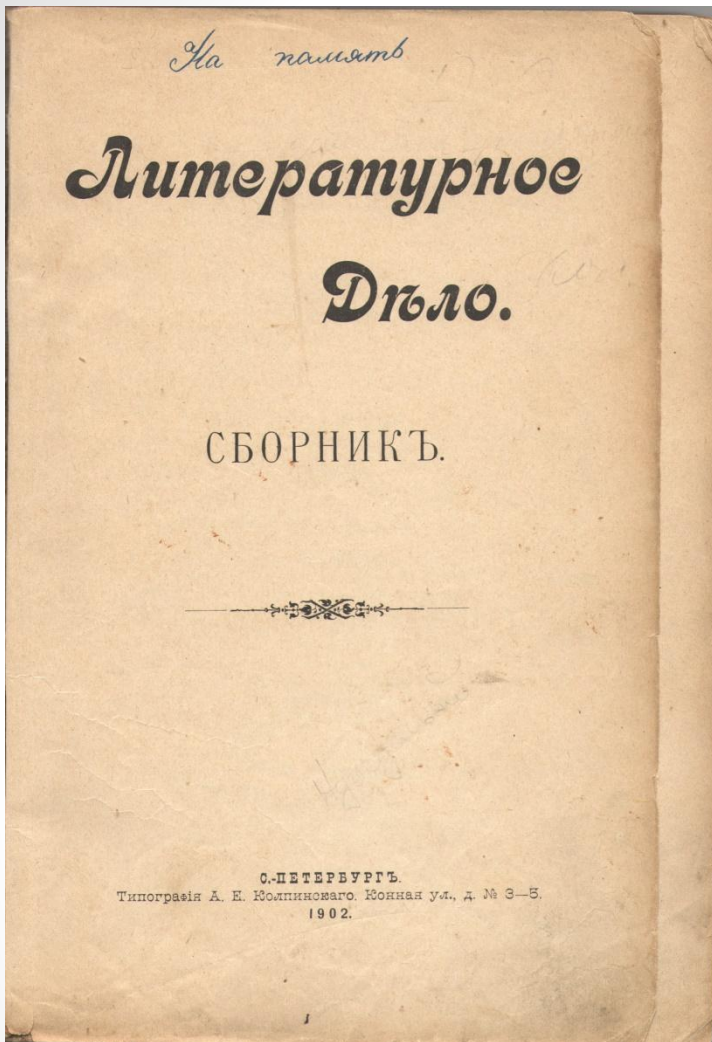 На память
Литературное
Дѣло.
СБОРНИКЪ.
С.-ПЕТЕРБУРГЪ.
Типографія А. Е. Колпинскаго. Конная ул., д. № 3—5.
1902.